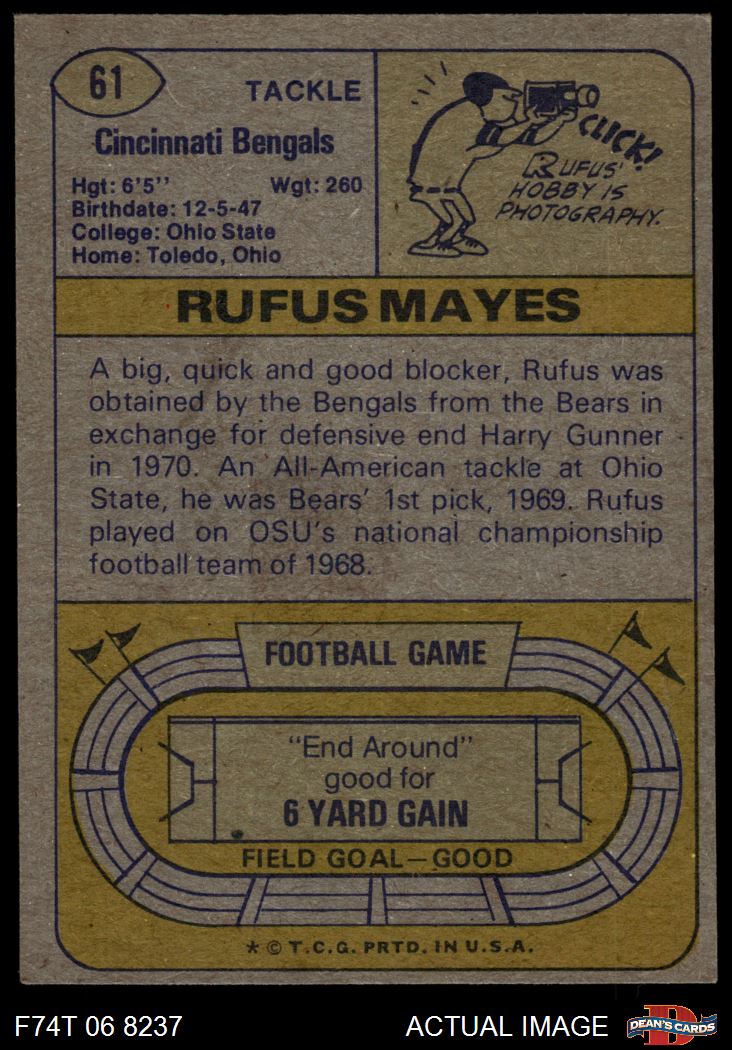 61
TACKLE
Cincinnati Bengals
Hgt: 6'5'' Wgt: 260
Birthdate: 12-5-47
College: Ohio State
Home: Toledo, Ohio
CLICK!
RUFUS'
HOBBY IS
PHOTOGRAPHY.
RUFUS MAYES
A big, quick and good blocker, Rufus was
obtained by the Bengals from the Bears in
exchange for defensive end Harry Gunner
in 1970. An All-American tackle at Ohio
State, he was Bears' 1st pick, 1969. Rufus
played on OSU's national championship
football team of 1968.
FOOTBALL GAME
"End Around"
good for
6 YARD GAIN
FIELD GOAL—GOOD
* © T.C.G. PRTD. IN U.S.A.
F74T 06 8237 ACTUAL IMAGE
D
DEAN'S CARDS